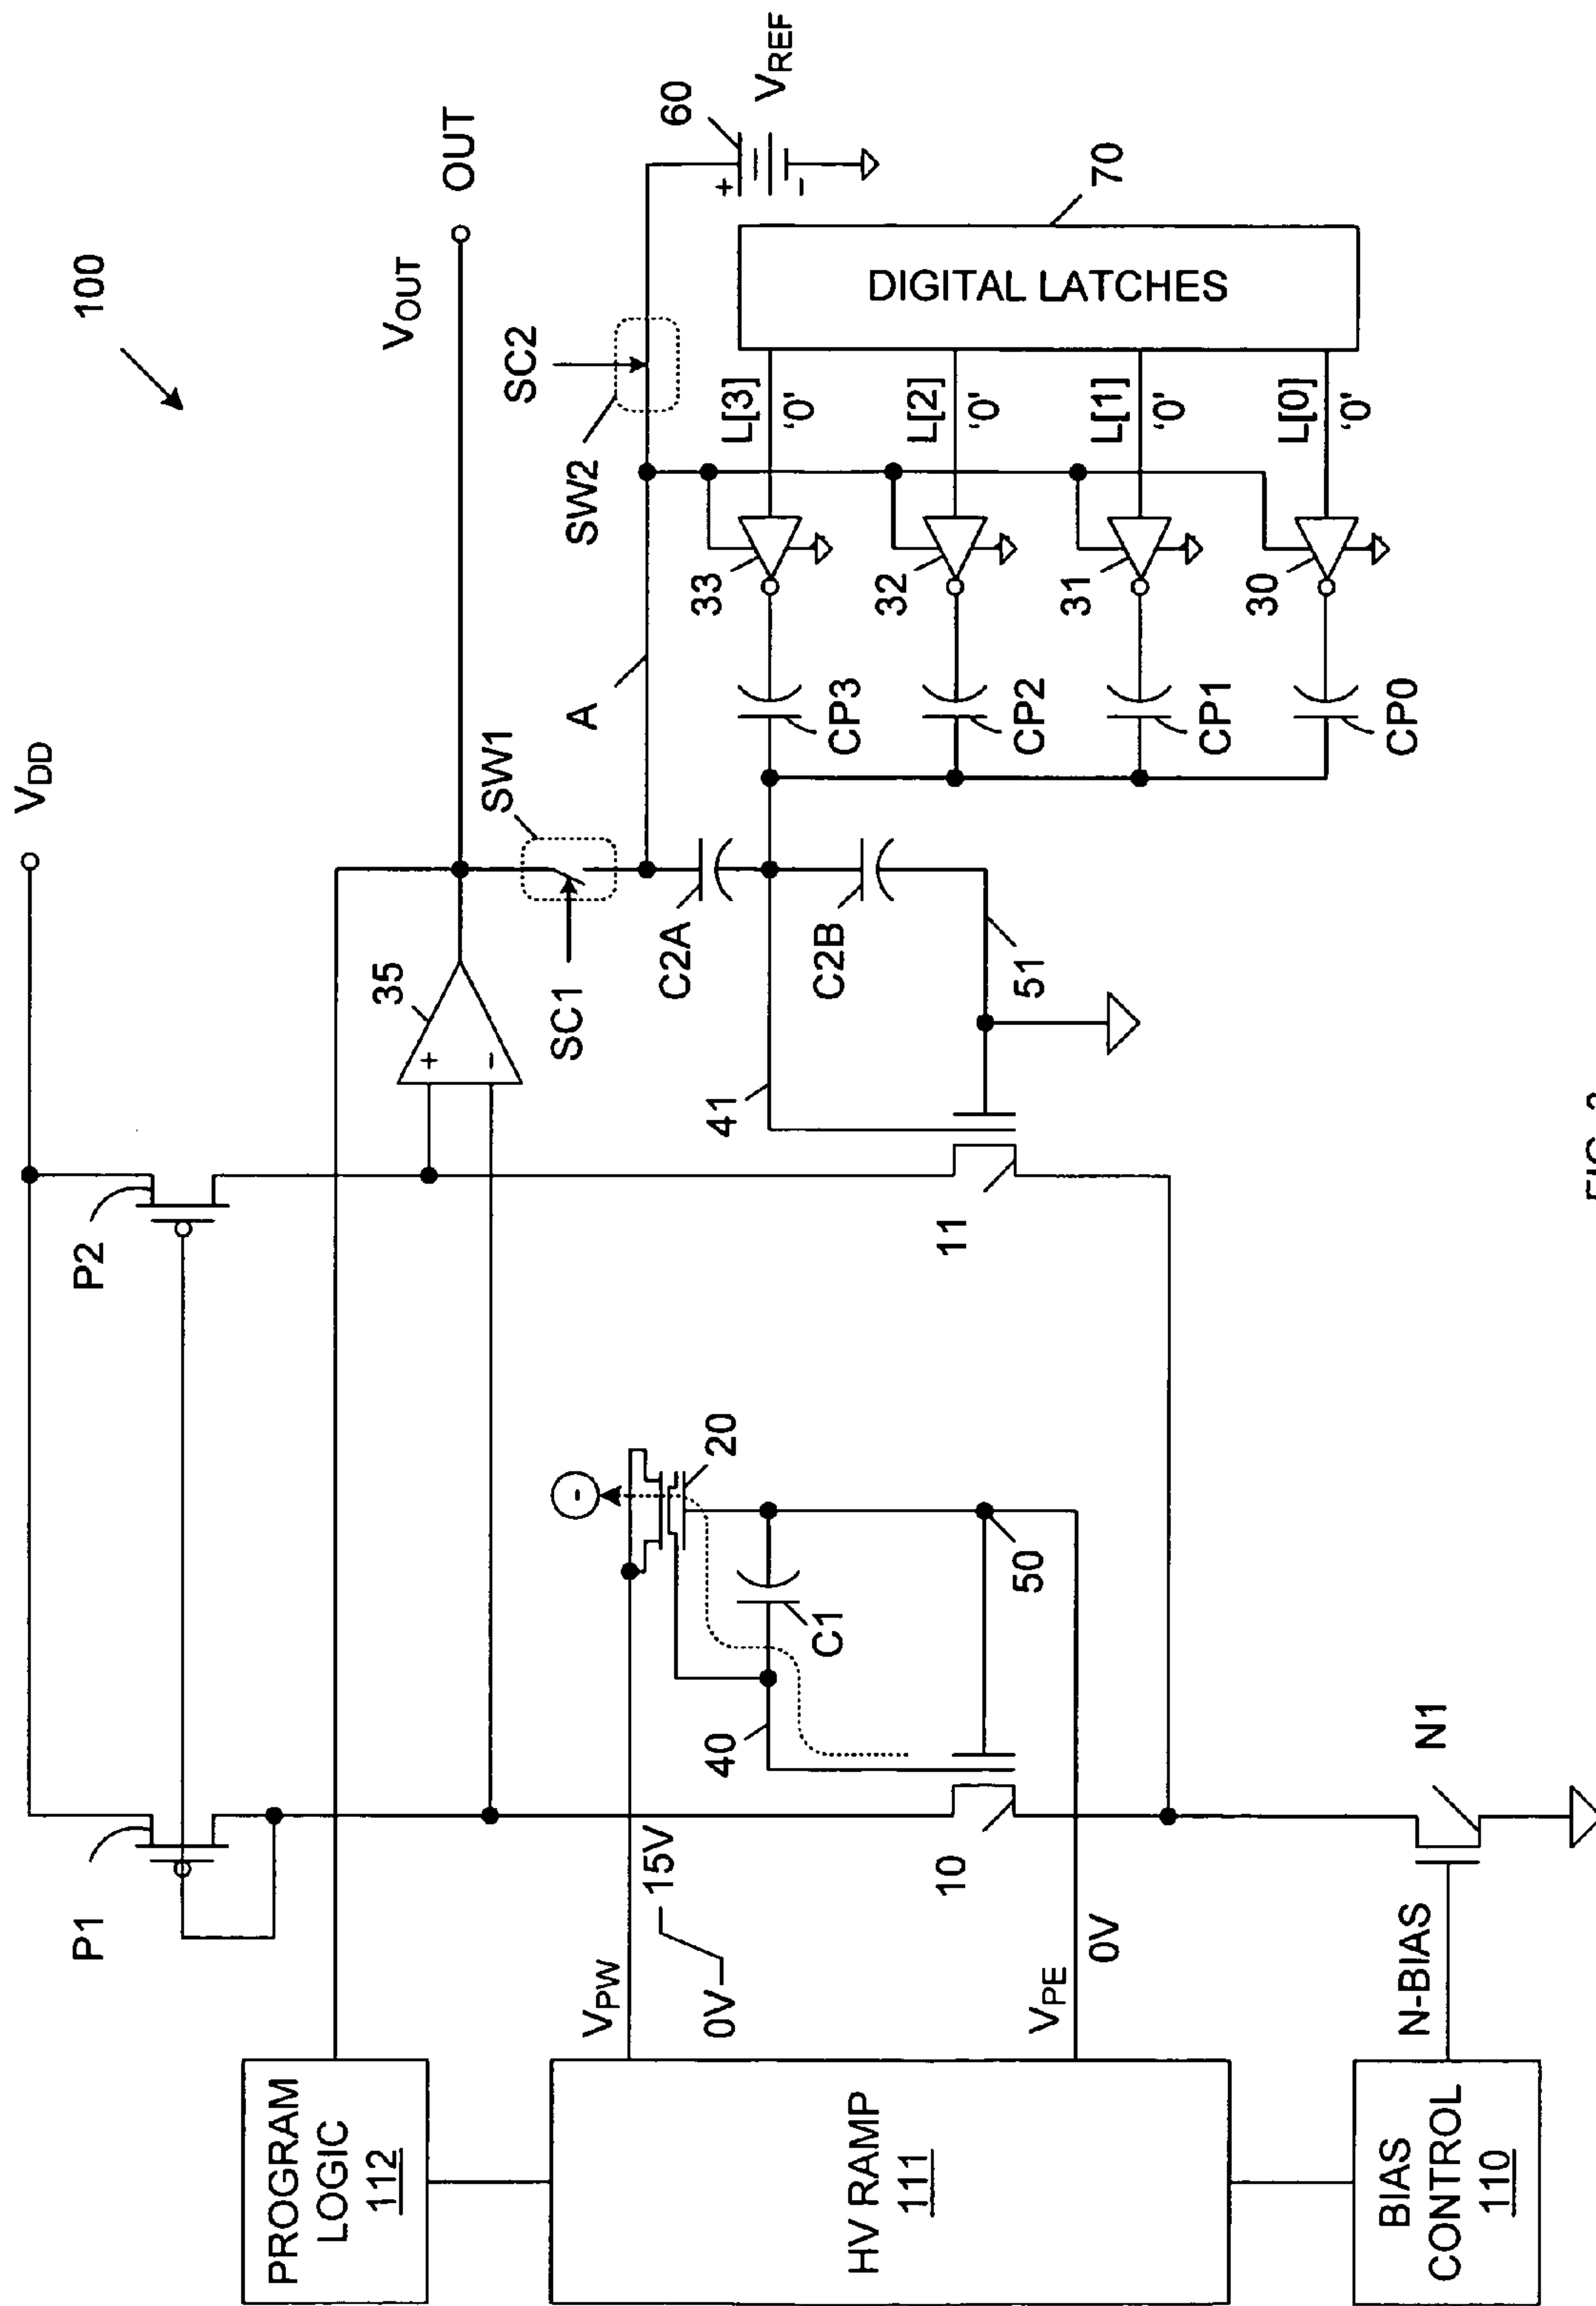 100
VDD
VOUT
OUT
P1
P2
35
+
-
SW1
SC1
A
SW2
SC2
60
+
-
VREF
PROGRAM
LOGIC
112
HV RAMP
111
BIAS
CONTROL
110
VPW
0V
15V
VPE
0V
N-BIAS
N1
-
20
40
C1
50
10
11
41
51
C2A
C2B
CP3
CP2
CP1
CP0
33
32
31
30
L[3]
'0'
L[2]
'0'
L[1]
'0'
L[0]
'0'
DIGITAL LATCHES
70